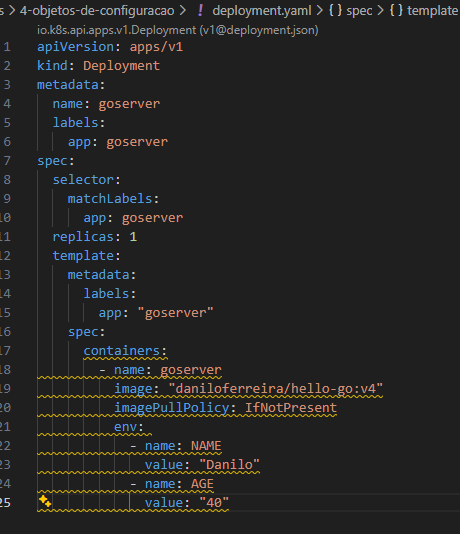 s > 4-objetos-de-configuracao > ! deployment.yaml > {} spec > {} template
io.k8s.api.apps.v1.Deployment (v1@deployment.json)
1 apiVersion: apps/v1
2 kind: Deployment
3 metadata:
4   name: goserver
5   labels:
6     app: goserver
7 spec:
8   selector:
9     matchLabels:
10       app: goserver
11   replicas: 1
12   template:
13     metadata:
14       labels:
15         app: "goserver"
16     spec:
17       containers:
18         - name: goserver
19           image: "daniloferreira/hello-go:v4"
20           imagePullPolicy: IfNotPresent
21           env:
22             - name: NAME
23               value: "Danilo"
24             - name: AGE
25               value: "40"